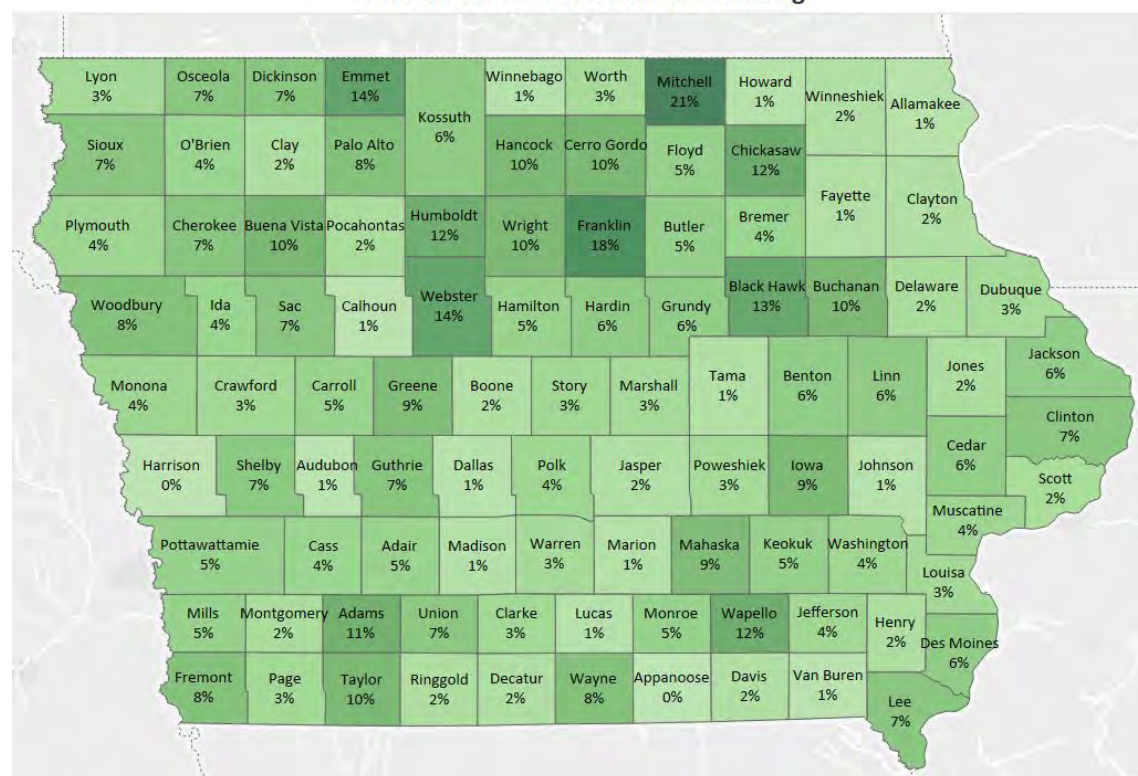 Lyon
3%
Osceola
7%
Dickinson
7%
Emmet
14%
Kossuth
6%
Winnebago
1%
Worth
3%
Mitchell
21%
Howard
1%
Winneshiek
2%
Allamakee
1%
Sioux
7%
O'Brien
4%
Clay
2%
Palo Alto
8%
Hancock
10%
Cerro Gordo
10%
Floyd
5%
Chickasaw
12%
Fayette
1%
Clayton
2%
Plymouth
4%
Cherokee
7%
Buena Vista
10%
Pocahontas
2%
Humboldt
12%
Wright
10%
Franklin
18%
Butler
5%
Bremer
4%
Woodbury
8%
Ida
4%
Sac
7%
Calhoun
1%
Webster
14%
Hamilton
5%
Hardin
6%
Grundy
6%
Black Hawk
13%
Buchanan
10%
Delaware
2%
Dubuque
3%
Monona
4%
Crawford
3%
Carroll
5%
Greene
9%
Boone
2%
Story
3%
Marshall
3%
Tama
1%
Benton
6%
Linn
6%
Jones
2%
Jackson
6%
Clinton
7%
Harrison
0%
Shelby
7%
Audubon
1%
Guthrie
7%
Dallas
1%
Polk
4%
Jasper
2%
Poweshiek
3%
Iowa
9%
Johnson
1%
Cedar
6%
Scott
2%
Muscatine
4%
Pottawattamie
5%
Cass
4%
Adair
5%
Madison
1%
Warren
3%
Marion
1%
Mahaska
9%
Keokuk
5%
Washington
4%
Louisa
3%
Mills
5%
Montgomery
2%
Adams
11%
Union
7%
Clarke
3%
Lucas
1%
Monroe
5%
Wapello
12%
Jefferson
4%
Henry
2%
Des Moines
6%
Fremont
8%
Page
3%
Taylor
10%
Ringgold
2%
Decatur
2%
Wayne
8%
Appanoose
0%
Davis
2%
Van Buren
1%
Lee
7%